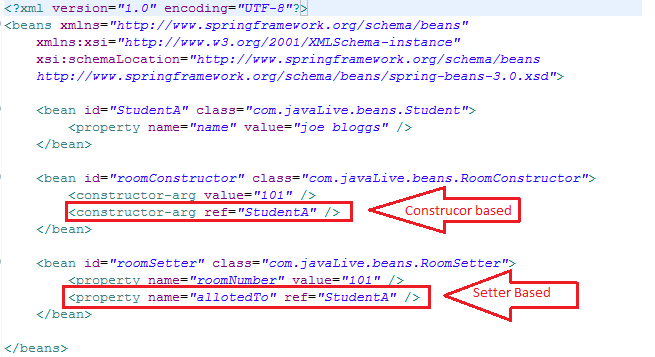 <?xml version="1.0" encoding="UTF-8"?>
<beans xmlns="http://www.springframework.org/schema/beans"
xmlns:xsi="http://www.w3.org/2001/XMLSchema-instance"
xsi:schemaLocation="http://www.springframework.org/schema/beans
http://www.springframework.org/schema/beans/spring-beans-3.0.xsd">
<bean id="StudentA" class="com.javaLive.beans.Student">
<property name="name" value="joe bloggs" />
</bean>
<bean id="roomConstructor" class="com.javaLive.beans.RoomConstructor">
<constructor-arg value="101" />
<constructor-arg ref="StudentA" />
Construcor based
</bean>
<bean id="roomSetter" class="com.javaLive.beans.RoomSetter">
<property name="roomNumber" value="101" />
<property name="allotedTo" ref="StudentA" />
Setter Based
</bean>
</beans>